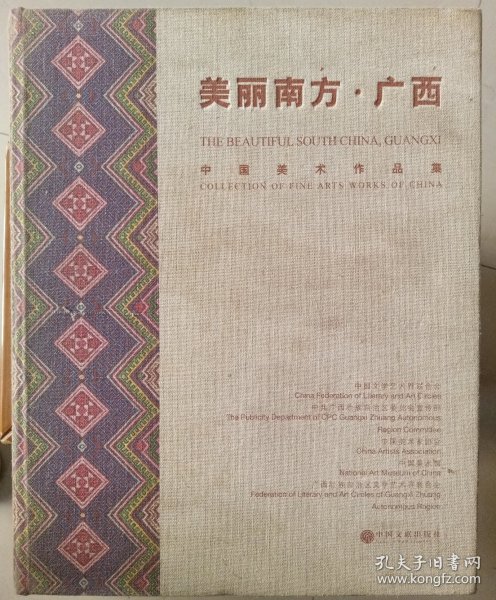 美丽南方·广西
THE BEAUTIFUL SOUTH CHINA, GUANGXI
中国美术作品集
COLLECTION OF FINE ARTS WORKS OF CHINA
中国文学艺术界联合会
China Federation of Literary and Art Circles
中共广西壮族自治区委员会宣传部
The Publicity Department of CPC Guangxi Zhuang Autonomous
Region Committee
中国美术家协会
China Artists Association
中国美术馆
National Art Museum of China
广西壮族自治区文学艺术界联合会
Federation of Literary and Art Circles of Guangxi Zhuang
Autonomous Region
中国文联出版社
孔夫子旧书网
www.kongfz.com